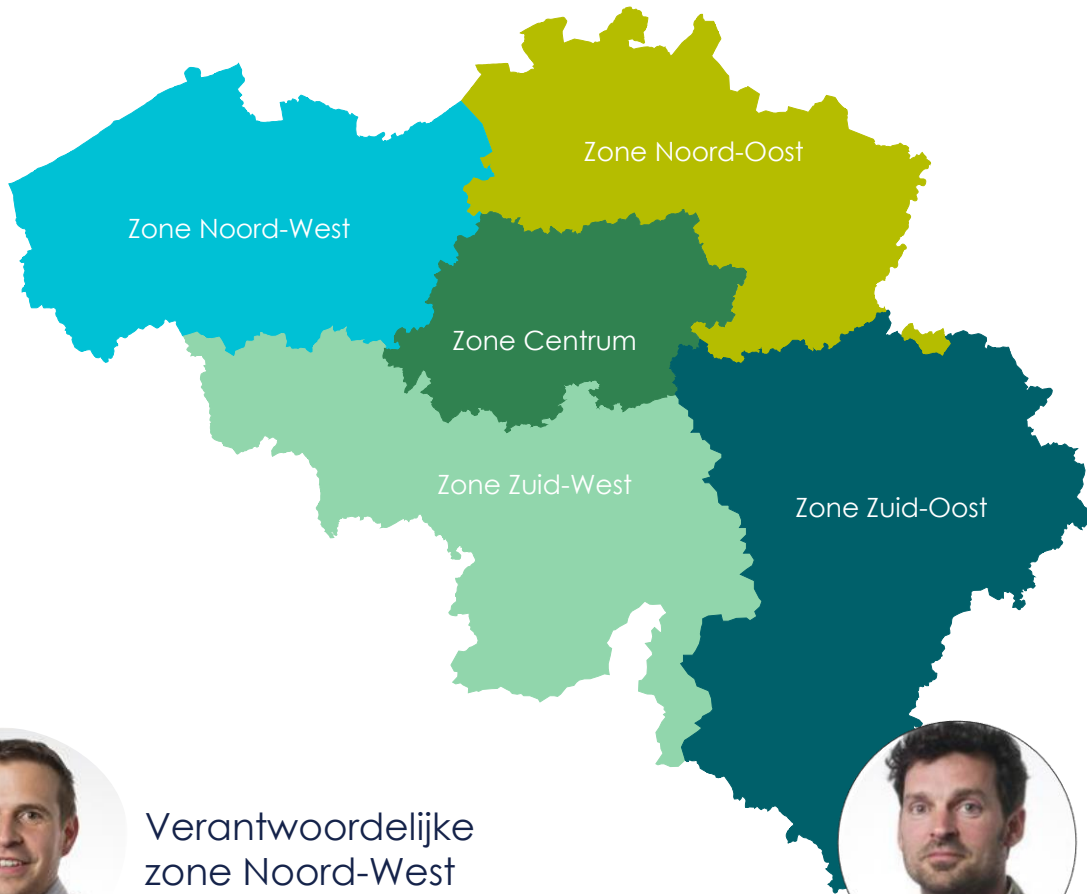 Zone Noord-Oost
Zone Noord-West
Zone Centrum
Zone Zuid-West
Zone Zuid-Oost
Verantwoordelijke
zone Noord-West